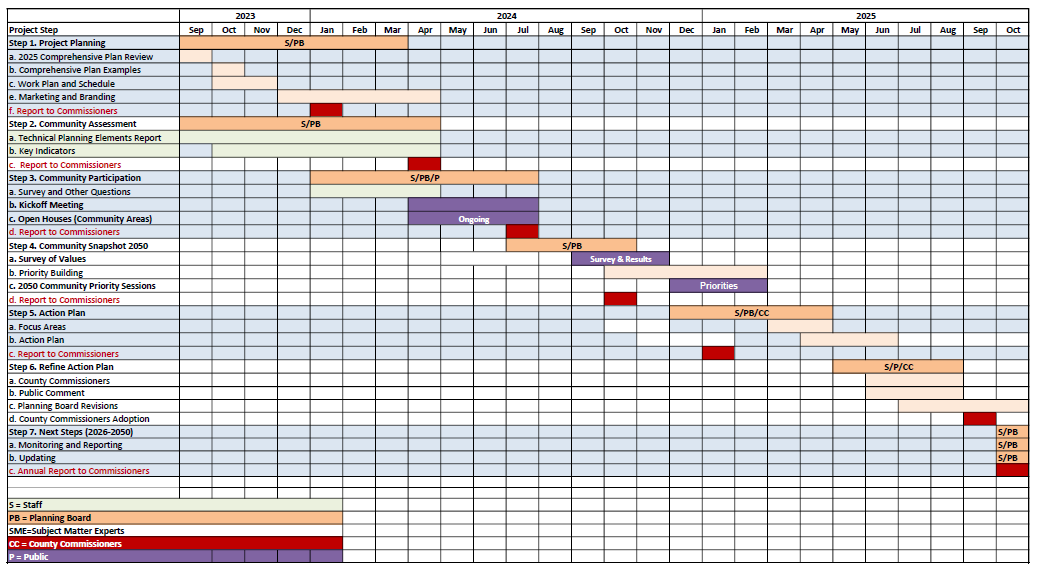 2023 2024 2025
Project Step Sep Oct Nov Dec Jan Feb Mar Apr May Jun Jul Aug Sep Oct Nov Dec Jan Mar Apr May Jun Jul Aug Sep Oct
Step 1. Project Planning S/PB
a. 2025 Comprehensive Plan Review
b. Comprehensive Plan Examples
c. Work Plan and Schedule
e. Marketing and Branding
f. Report to Commissioners
Step 2. Community Assessment S/PB
a. Technical Planning Elements Report
b. Key Indicators
c. Report to Commissioners
Step 3. Community Participation S/PB/P
a. Survey and Other Questions
b. Kickoff Meeting
c. Open Houses (Community Areas) Ongoing
d. Report to Commissioners
Step 4. Community Snapshot 2050 S/PB
a. Survey of Values Survey & Results
b. Priority Building
c. 2050 Community Priority Sessions Priorities
d. Report to Commissioners
Step 5. Action Plan S/PB/CC
a. Focus Areas
b. Action Plan
c. Report to Commissioners
Step 6. Refine Action Plan S/P/CC
a. County Commissioners
b. Public Comment
c. Planning Board Revisions
d. County Commissioners Adoption
Step 7. Next Steps (2026-2050) S/PB
a. Monitoring and Reporting S/PB
b. Updating S/PB
c. Annual Report to Commissioners
S = Staff
PB = Planning Board
SME=Subject Matter Experts
CC = County Commissioners
P = Public